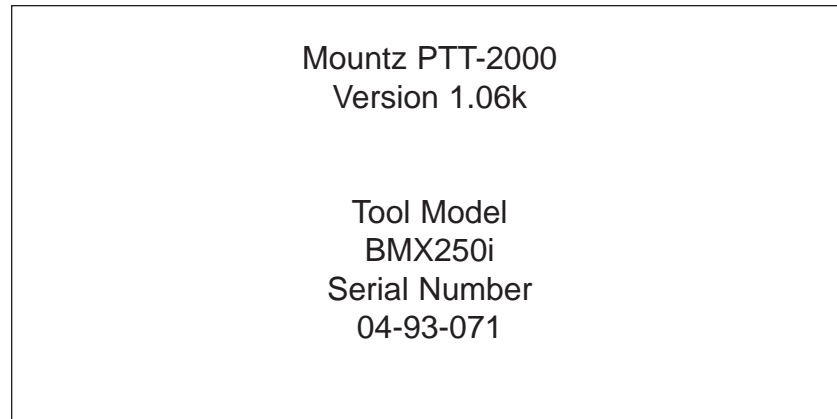 Mountz PTT-2000
Version 1.06k
Tool Model
BMX250i
Serial Number
04-93-071